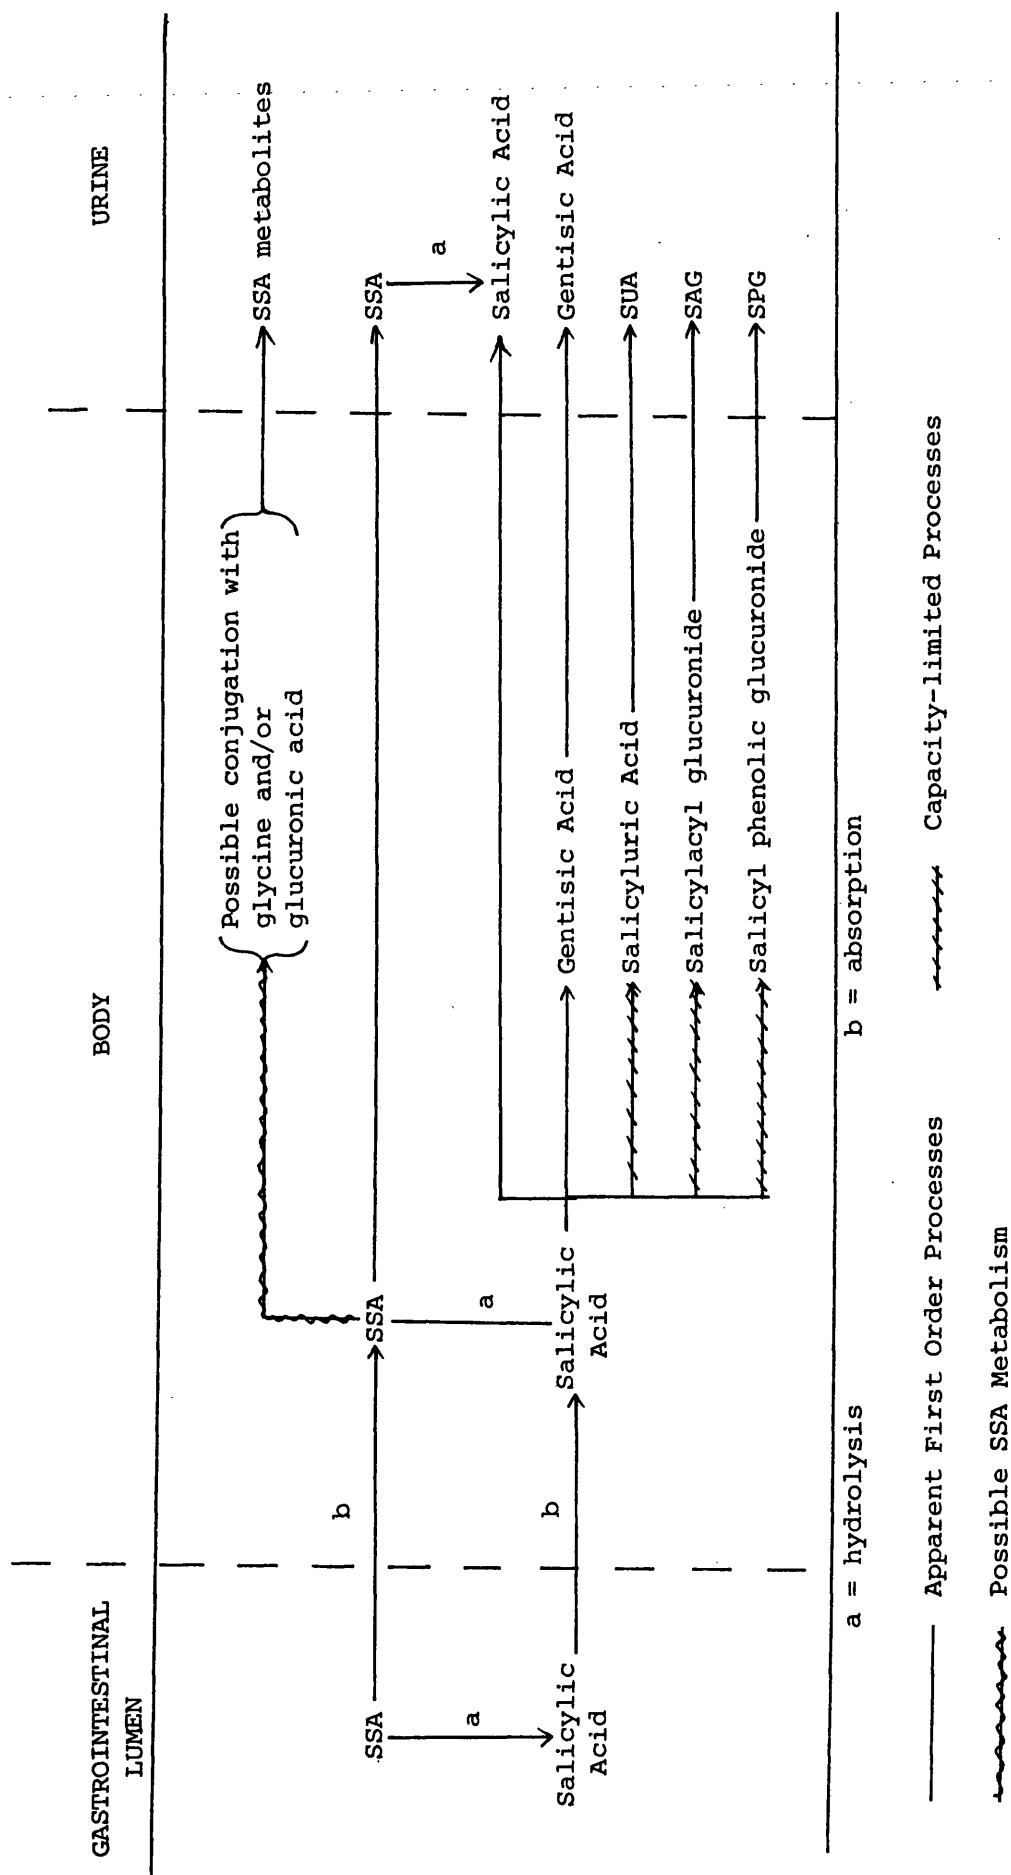 GASTROINTESTINAL
LUMEN
BODY
URINE
Possible conjugation with
glycine and/or
glucuronic acid
SSA metabolites
SSA
b
SSA
SSA
a
a
a
Salicylic
Acid
b
Salicylic
Acid
Salicylic Acid
Gentisic Acid
Gentisic Acid
Salicyluric Acid
SUA
Salicylacyl glucuronide
SAG
Salicyl phenolic glucuronide
SPG
a = hydrolysis
b = absorption
Apparent First Order Processes
Capacity-limited Processes
Possible SSA Metabolism